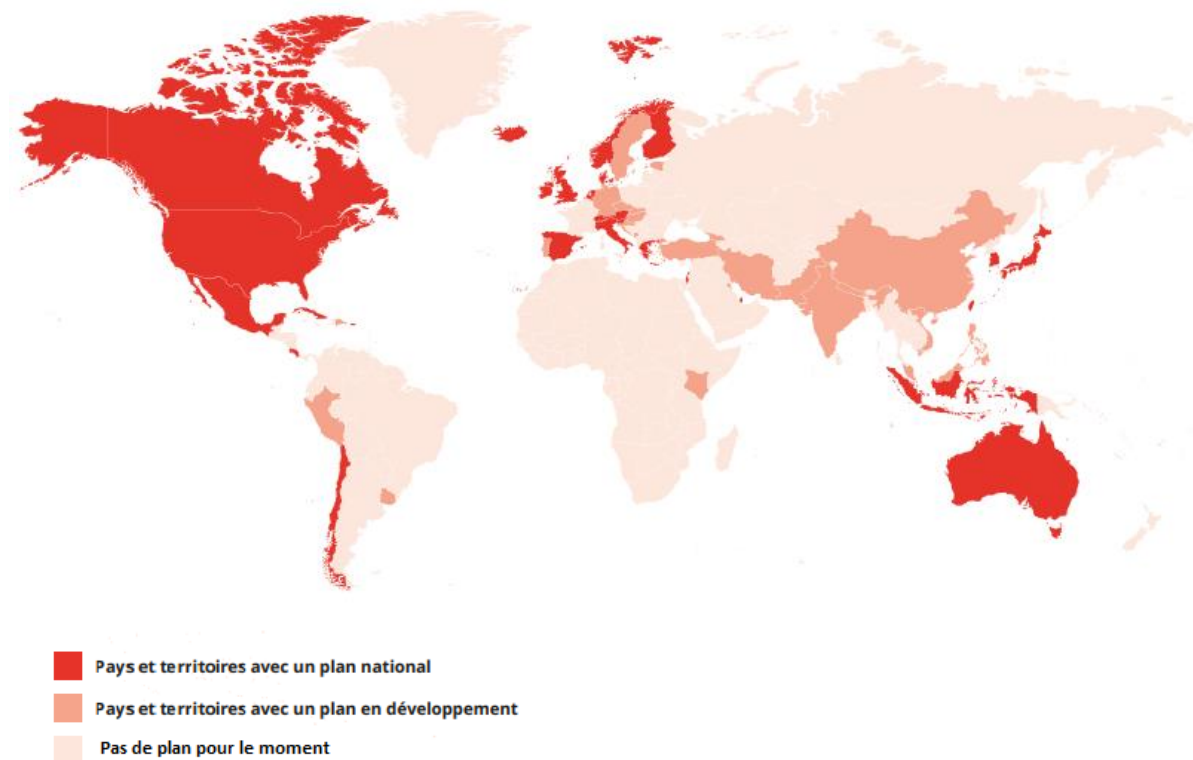 Pays et territoires avec un plan national
Pays et territoires avec un plan en développement
Pas de plan pour le moment